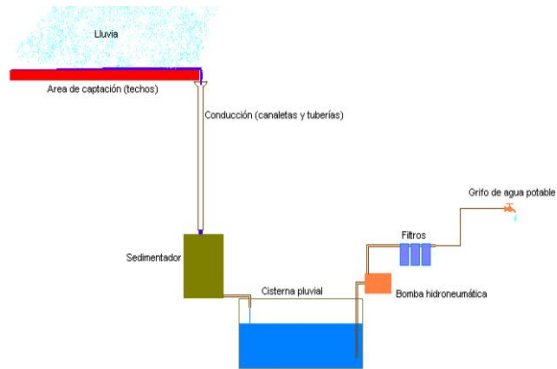 Lluvia
Area de captación (techos)
Conducción (canaletas y tuberías)
Grifo de agua potable
Filtros
Sedimentador
Cisterna pluvial
Bomba hidroneumática